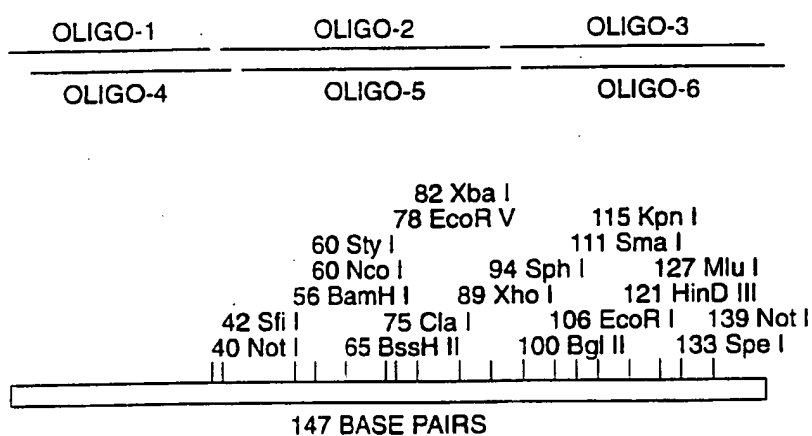 OLIGO-1 OLIGO-2 OLIGO-3
OLIGO-4 OLIGO-5 OLIGO-6
82 Xba I
78 EcoR V 115 Kpn I
60 Sty I 111 Sma I
60 Nco I 94 Sph I 127 Mlu I
56 BamH I 89 Xho I 121 HinD III
42 Sfi I 75 Cla I 106 EcoR I 139 Not I
40 Not I 65 BssH II 100 Bgl II 133 Spe I
147 BASE PAIRS